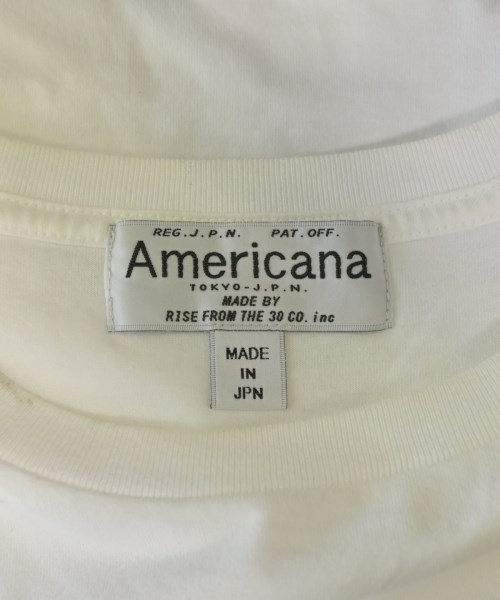 REG.J.P.N. PAT.OFF.
Americana
TOKYO-J.P.N.
MADE BY
RISE FROM THE 30 CO. inc
MADE
IN
JPN